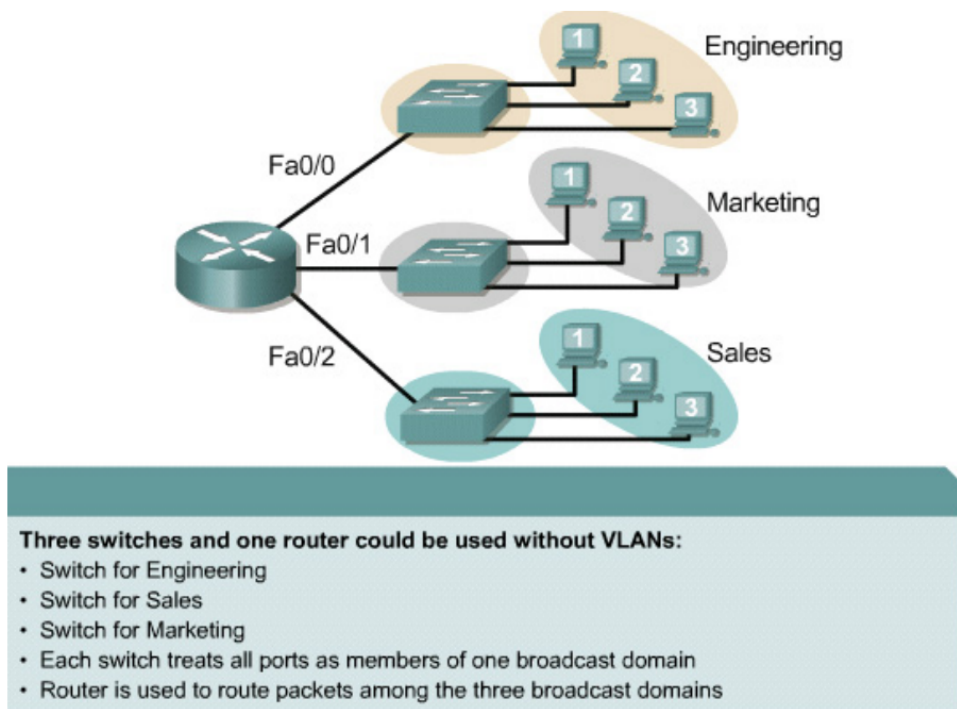 1
Engineering
2
3
Fa0/0
1
Marketing
2
Fa0/1
3
Fa0/2
1
Sales
2
3
Three switches and one router could be used without VLANs:
• Switch for Engineering
• Switch for Sales
• Switch for Marketing
• Each switch treats all ports as members of one broadcast domain
• Router is used to route packets among the three broadcast domains